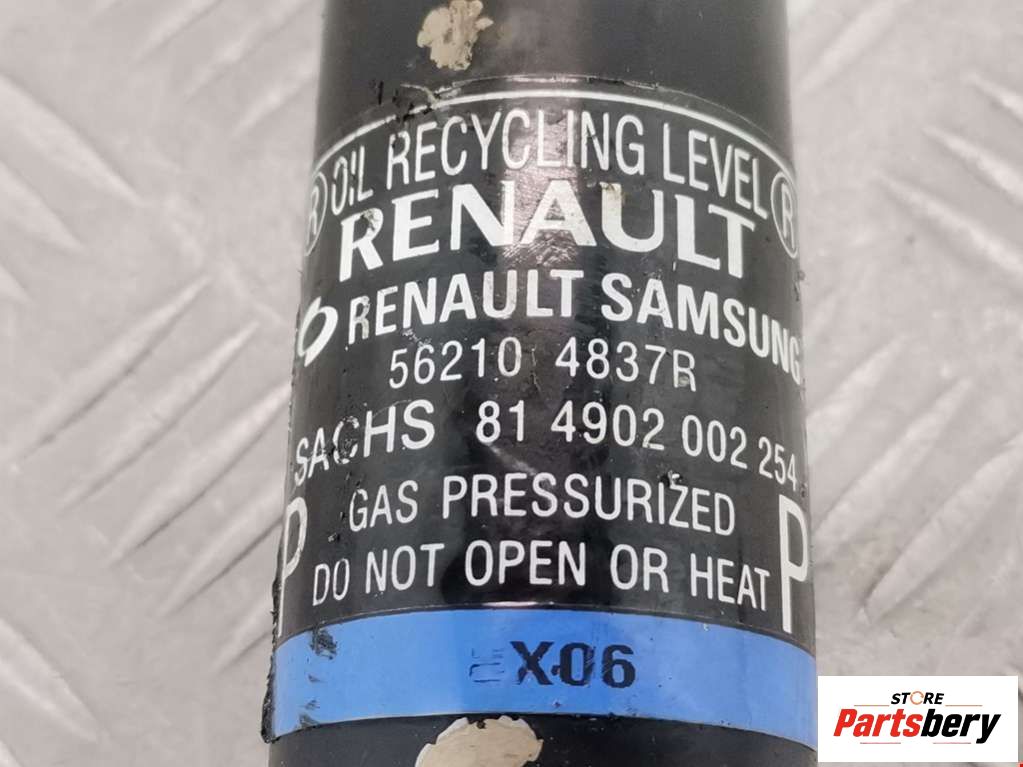 R OIL RECYCLING LEVEL R
RENAULT
RENAULT SAMSUNG
56210 4837R
SACHS 81 4902 002 254
GAS PRESSURIZED
P DO NOT OPEN OR HEAT P
X06
STORE
Partsbery